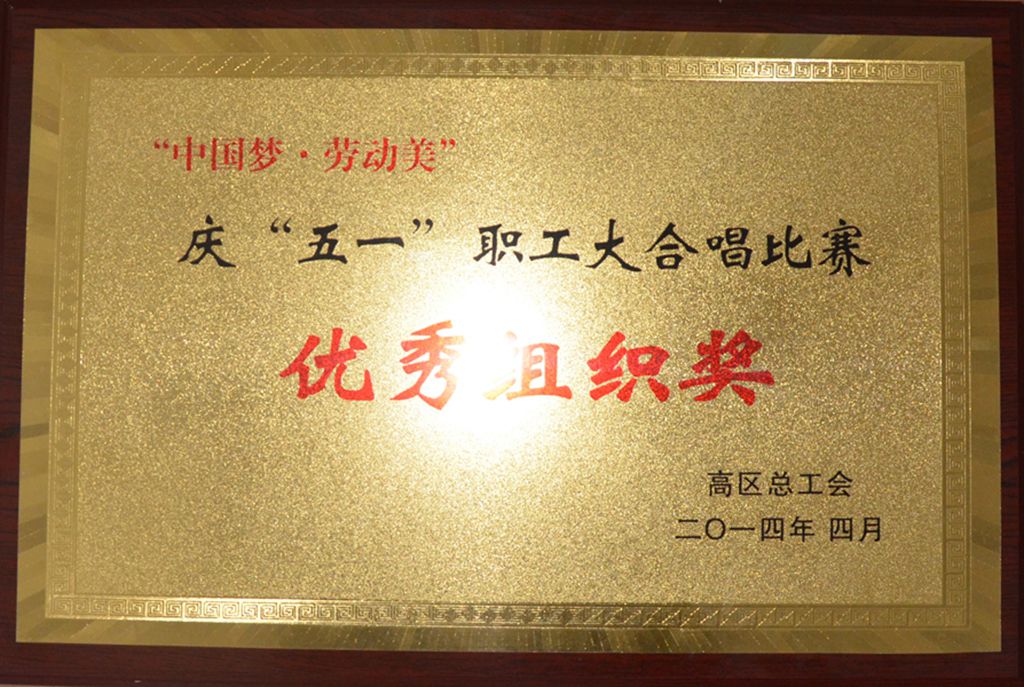 “中国梦·劳动美”
庆“五一”职工大合唱比赛
优秀组织奖
高区总工会
二〇一四年 四月